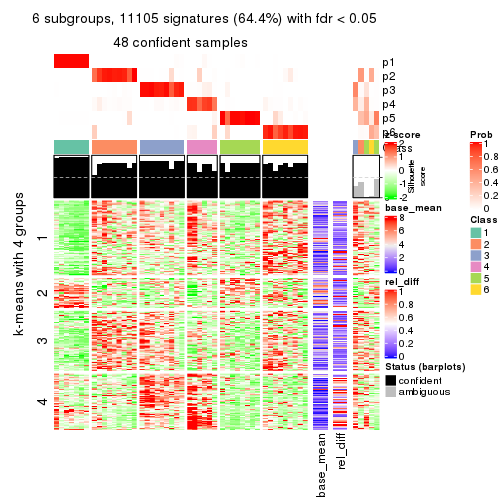 6 subgroups, 11105 signatures (64.4%) with fdr < 0.05
48 confident samples
p1
p2
p3
p4
p5
p6
Class
Silhouette
score
k-means with 4 groups
1
2
3
4
base_mean
rel_diff
z score
2
1
0
-1
-2
base_mean
8
6
4
2
0
rel_diff
1
0.8
0.6
0.4
0.2
0
Status (barplots)
confident
ambiguous
Prob
1
0.8
0.6
0.4
0.2
0
Class
1
2
3
4
5
6